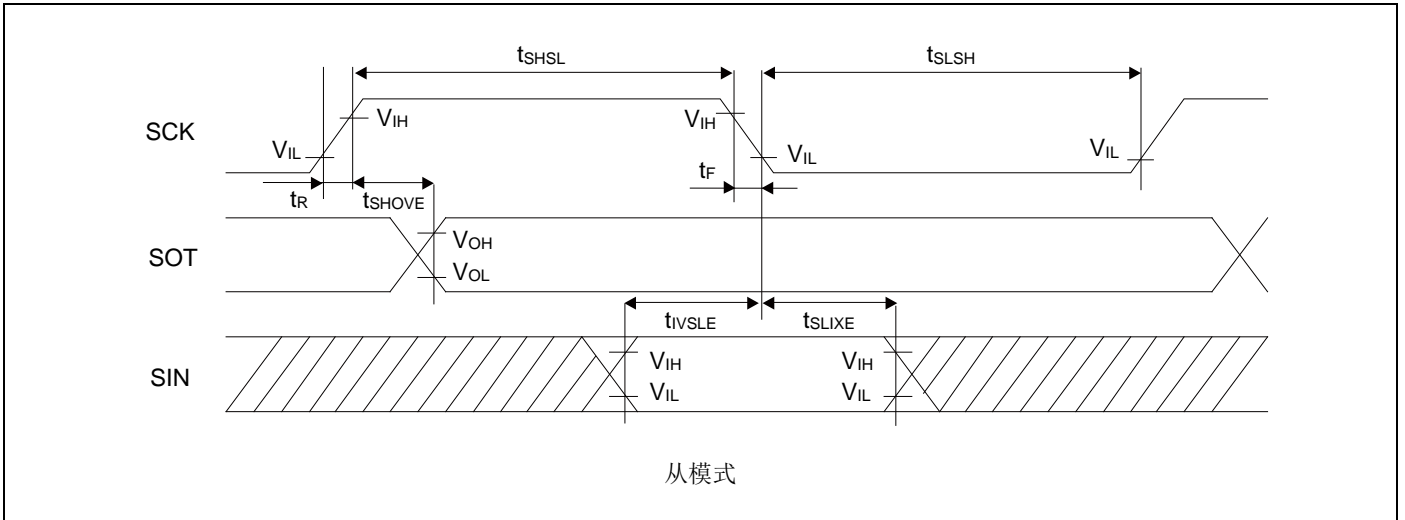 tSHSL
tSLSH
SCK
VIH
VIH
VIL
VIL
VIL
tR
tSHOVE
tF
SOT
VOH
VOL
tIVSLE
tSLIXE
SIN
VIH
VIH
VIL
VIL
从模式